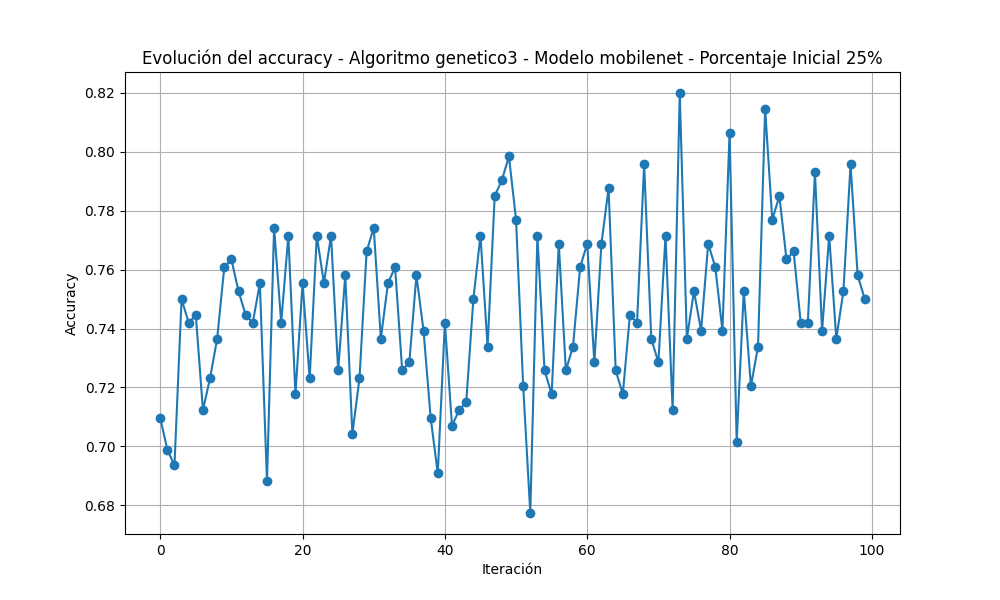 Evolución del accuracy - Algoritmo genetico3 - Modelo mobilenet - Porcentaje Inicial 25%
0.82
0.80
0.78
0.76
0.74
0.72
0.70
0.68
Accuracy
0 20 40 60 80 100
Iteración